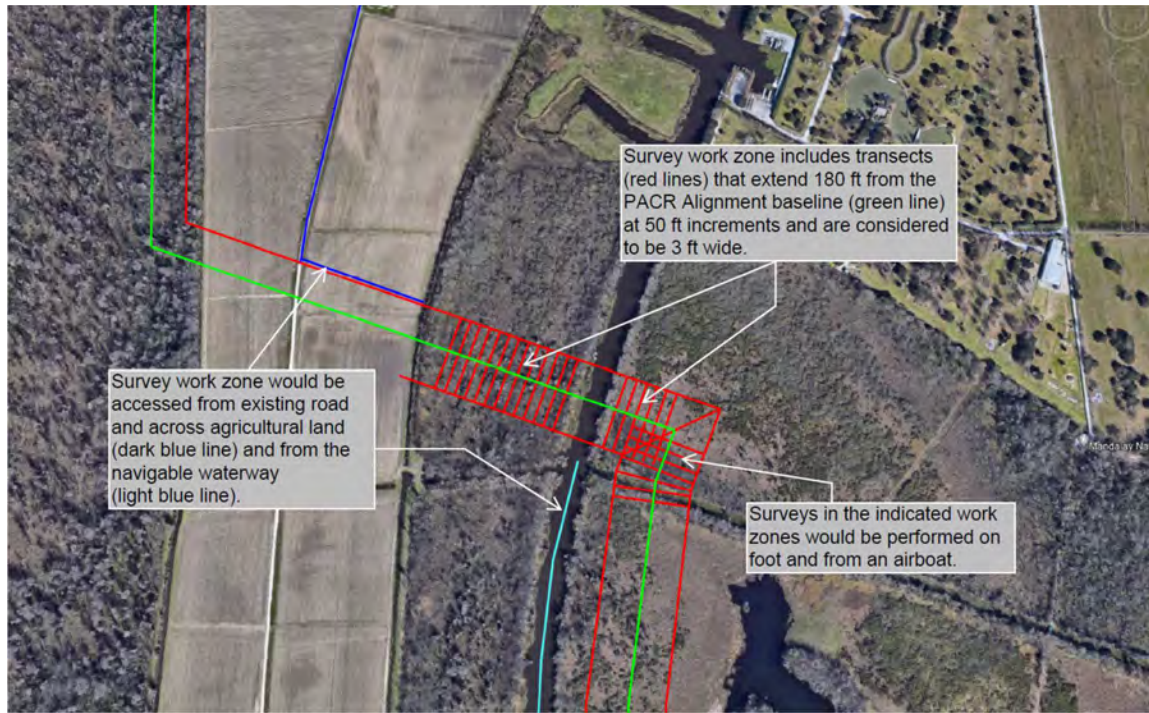 Survey work zone includes transects
(red lines) that extend 180 ft from the
PACR Alignment baseline (green line)
at 50 ft increments and are considered
to be 3 ft wide.
Survey work zone would be
accessed from existing road
and across agricultural land
(dark blue line) and from the
navigable waterway
(light blue line).
Mandalay Na
Surveys in the indicated work
zones would be performed on
foot and from an airboat.